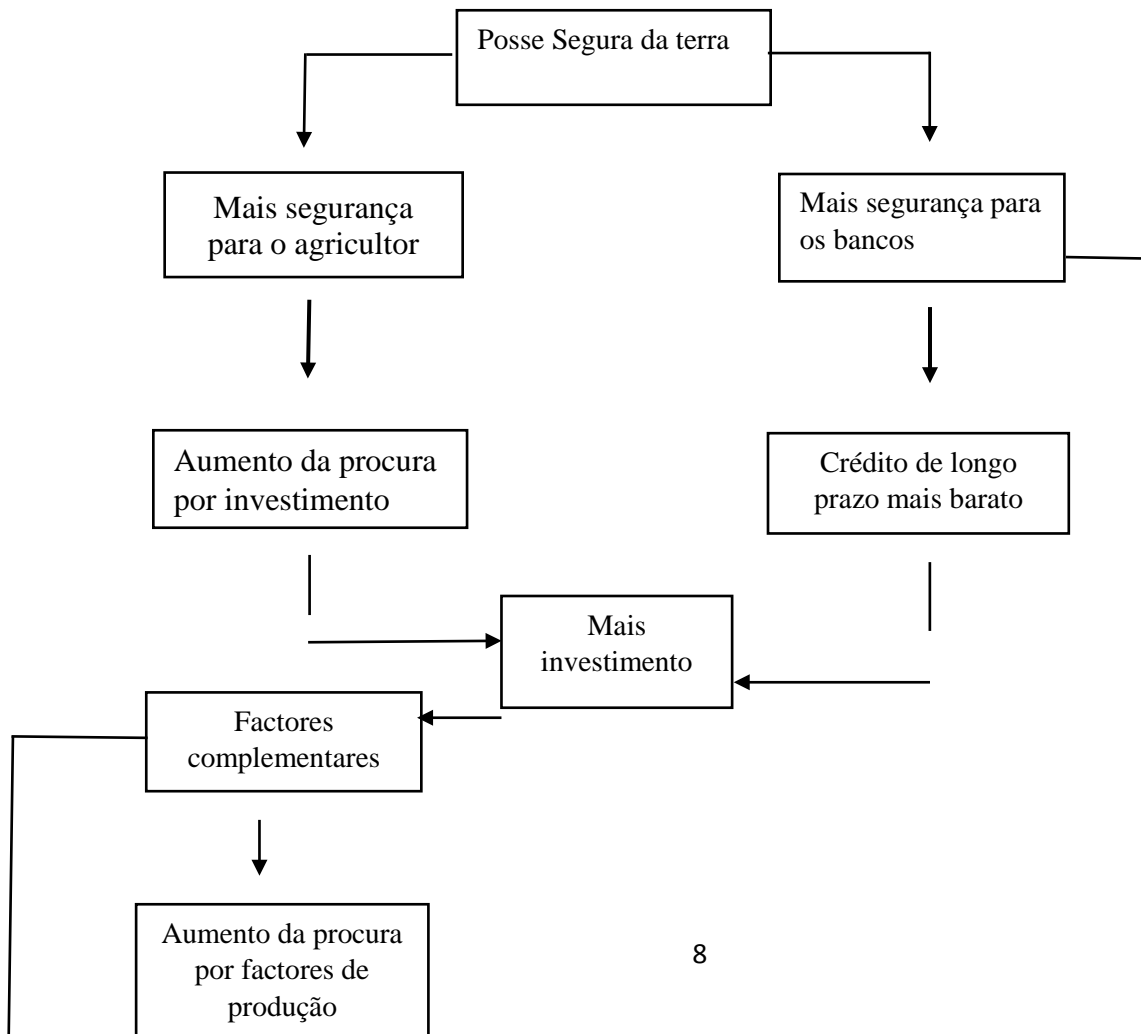 Posse Segura da terra
Mais segurança
para o agricultor
Mais segurança para
os bancos
Aumento da procura
por investimento
Crédito de longo
prazo mais barato
Mais
investimento
Factores
complementares
Aumento da procura
por factores de
produção
8